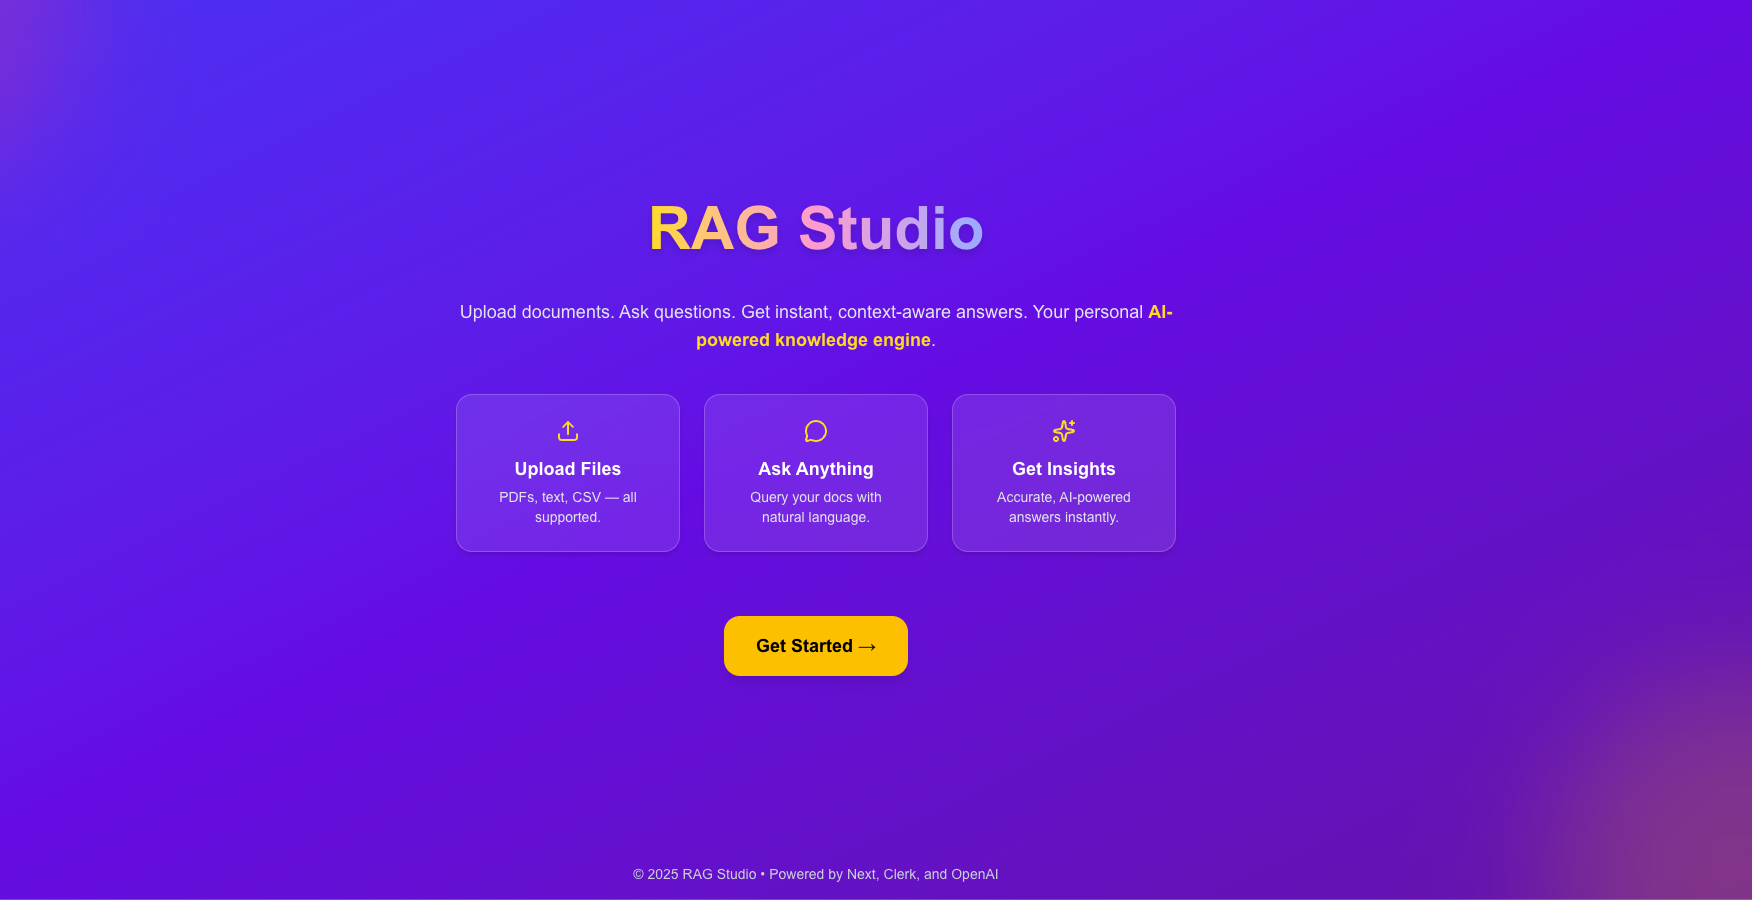 RAG Studio
Upload documents. Ask questions. Get instant, context-aware answers. Your personal AI-
powered knowledge engine.
Upload Files
PDFs, text, CSV — all
supported.
Ask Anything
Query your docs with
natural language.
Get Insights
Accurate, AI-powered
answers instantly.
Get Started →
© 2025 RAG Studio • Powered by Next, Clerk, and OpenAI